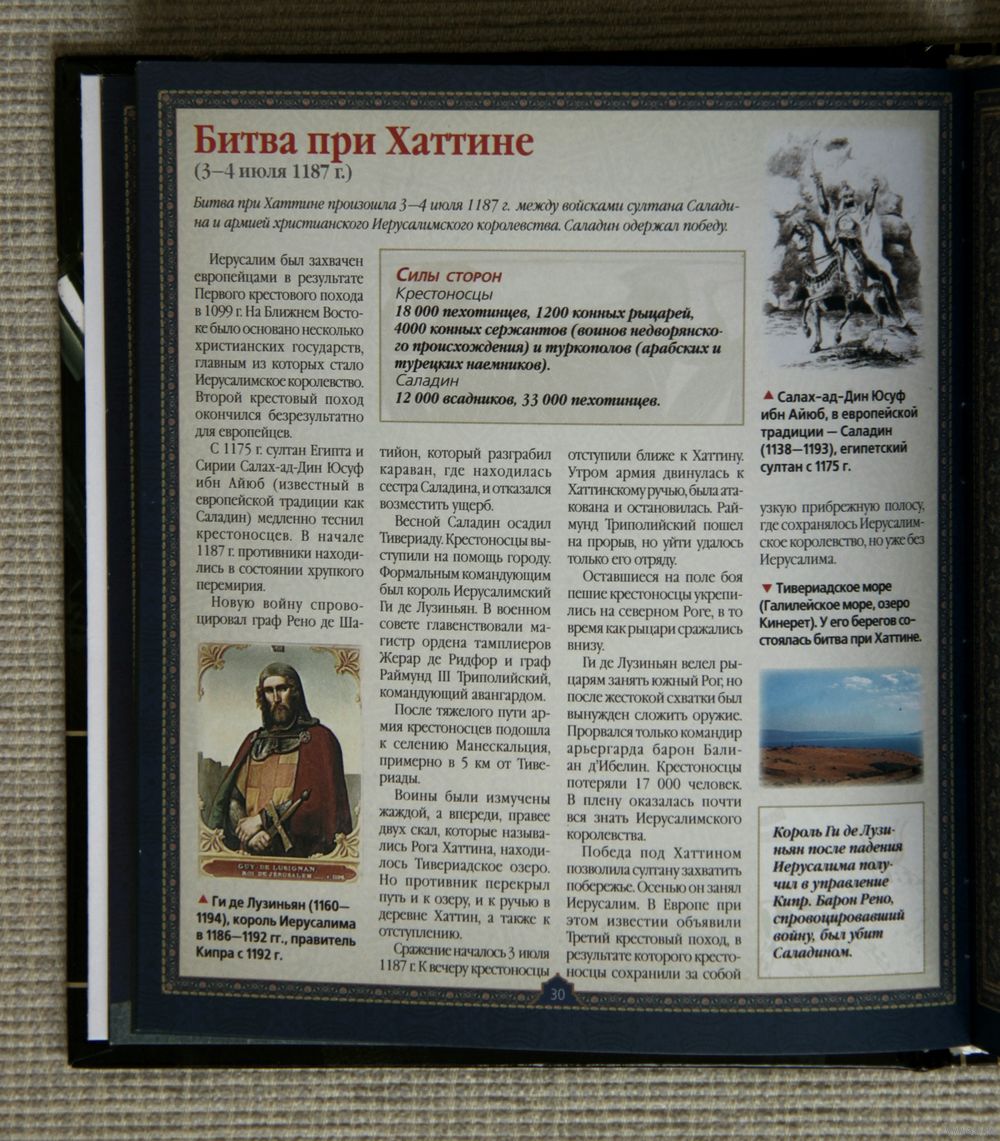 Битва при Хаттине
(3—4 июля 1187 г.)
Битва при Хаттине произошла 3—4 июля 1187 г. между войсками султана Салади-
на и армией христианского Иерусалимского королевства. Саладин одержал победу.
Иерусалим был захвачен
европейцами в результате
Первого крестового похода
в 1099 г. На Ближнем Восто-
ке было основано несколько
христианских государств,
главным из которых стало
Иерусалимское королевство.
Второй крестовый поход
окончился безрезультатно
для европейцев.
С 1175 г. султан Египта и
Сирии Салах-ад-Дин Юсуф
ибн Айюб (известный в
европейской традиции как
Саладин) медленно теснил
крестоносцев. В начале
1187 г. противники находи-
лись в состоянии хрупкого
перемирия.
Новую войну спрово-
цировал граф Рено де Ша-
GUY DE LUSIGNAN
ROI DE JERUSALEM
▲ Ги де Лузиньян (1160—
1194), король Иерусалима
в 1186—1192 гг., правитель
Кипра с 1192 г.
Силы сторон
Крестоносцы
18 000 пехотинцев, 1200 конных рыцарей,
4000 конных сержантов (воинов недворянско-
го происхождения) и туркополов (арабских и
турецких наемников).
Саладин
12 000 всадников, 33 000 пехотинцев.
тийон, который разграбил
караван, где находилась
сестра Саладина, и отказался
возместить ущерб.
Весной Саладин осадил
Тивериаду. Крестоносцы вы-
ступили на помощь городу.
Формальным командующим
был король Иерусалимский
Ги де Лузиньян. В военном
совете главенствовали ма-
гистр ордена тамплиеров
Жерар де Ридфор и граф
Раймунд III Триполийский,
командующий авангардом.
После тяжелого пути ар-
мия крестоносцев подошла
к селению Манескальция,
примерно в 5 км от Тиве-
риады.
Воины были измучены
жаждой, а впереди, правее
двух скал, которые называ-
лись Рога Хаттина, находи-
лось Тивериадское озеро.
Но противник перекрыл
путь и к озеру, и к ручью в
деревне Хаттин, а также к
отступлению.
Сражение началось 3 июля
1187 г. К вечеру крестоносцы
отступили ближе к Хаттину.
Утром армия двинулась к
Хаттинскому ручью, была ата-
кована и остановилась. Рай-
мунд Триполийский пошел
на прорыв, но уйти удалось
только его отряду.
Оставшиеся на поле боя
пешие крестоносцы укрепи-
лись на северном Роге, в то
время как рыцари сражались
внизу.
Ги де Лузиньян велел ры-
царям занять южный Рог, но
после жестокой схватки был
вынужден сложить оружие.
Прорвался только командир
арьергарда барон Бали-
ан д'Ибелин. Крестоносцы
потеряли 17 000 человек.
В плену оказалась почти
вся знать Иерусалимского
королевства.
Победа под Хаттином
позволила султану захватить
побережье. Осенью он занял
Иерусалим. В Европе при
этом известии объявили
Третий крестовый поход, в
результате которого кресто-
носцы сохранили за собой
▲ Салах-ад-Дин Юсуф
ибн Айюб, в европейской
традиции — Саладин
(1138—1193), египетский
султан с 1175 г.
узкую прибрежную полосу,
где сохранялось Иерусалим-
ское королевство, но уже без
Иерусалима.
▼ Тивериадское море
(Галилейское море, озеро
Кинерет). У его берегов со-
стоялась битва при Хаттине.
Король Ги де Лузи-
ньян после падения
Иерусалима полу-
чил в управление
Кипр. Барон Рено,
спровоцировавший
войну, был убит
Саладином.
30